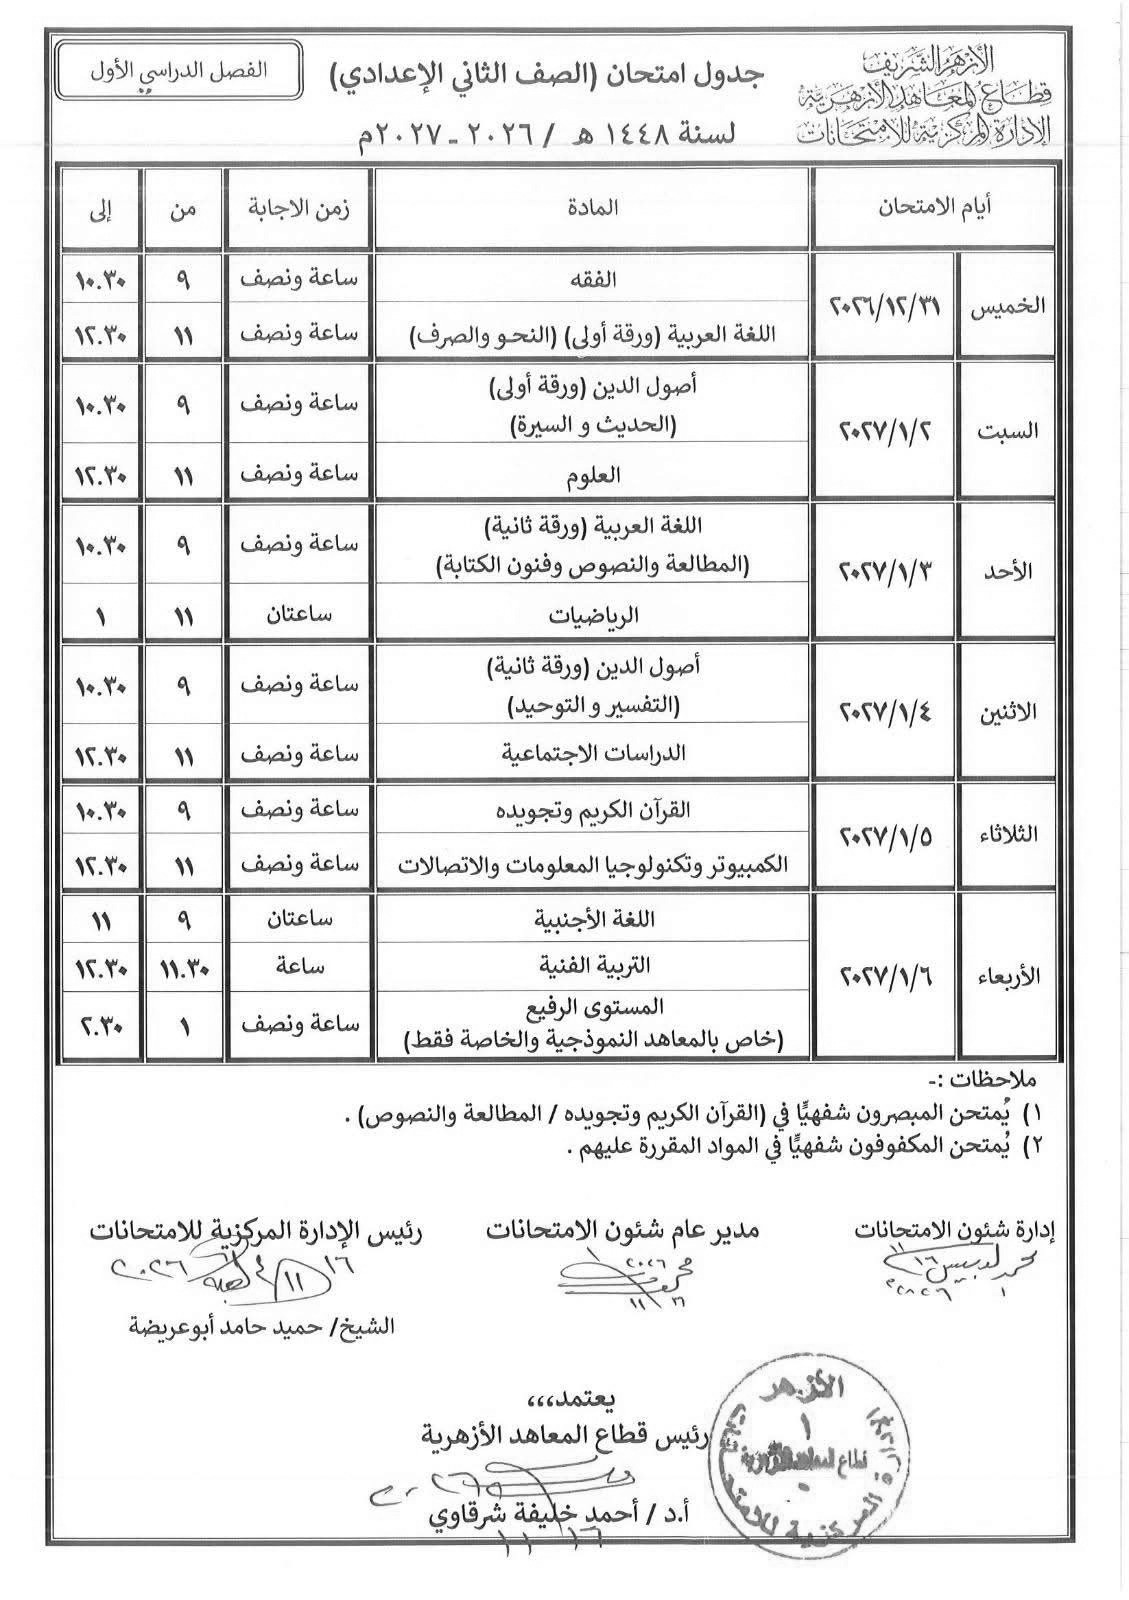 الأزهر الشريف
قطاع المعاهد الأزهرية
الإدارة المركزية للامتحانات
جدول امتحان (الصف الثاني الإعدادي)
لسنة ١٤٤٨ هـ / ٢٠٢٦ ـ ٢٠٢٧م
الفصل الدراسي الأول
أيام الامتحان المادة زمن الاجابة من إلى
الخميس ٢٠٢٦/١٢/٣١ الفقه ساعة ونصف ٩ ١٠.٣٠
اللغة العربية (ورقة أولى) (النحو والصرف) ساعة ونصف ١١ ١٢.٣٠
السبت ٢٠٢٧/١/٢ أصول الدين (ورقة أولى) ساعة ونصف ٩ ١٠.٣٠
(الحديث و السيرة)
العلوم ساعة ونصف ١١ ١٢.٣٠
الأحد ٢٠٢٧/١/٣ اللغة العربية (ورقة ثانية) ساعة ونصف ٩ ١٠.٣٠
(المطالعة والنصوص وفنون الكتابة)
الرياضيات ساعتان ١١ ١
الاثنين ٢٠٢٧/١/٤ أصول الدين (ورقة ثانية) ساعة ونصف ٩ ١٠.٣٠
(التفسير و التوحيد)
الدراسات الاجتماعية ساعة ونصف ١١ ١٢.٣٠
الثلاثاء ٢٠٢٧/١/٥ القرآن الكريم وتجويده ساعة ونصف ٩ ١٠.٣٠
الكمبيوتر وتكنولوجيا المعلومات والاتصالات ساعة ونصف ١١ ١٢.٣٠
الأربعاء ٢٠٢٧/١/٦ اللغة الأجنبية ساعتان ٩ ١١
التربية الفنية ساعة ١١.٣٠ ١٢.٣٠
المستوى الرفيع ساعة ونصف ١ ٢.٣٠
(خاص بالمعاهد النموذجية والخاصة فقط)
ملاحظات :-
١) يُمتحن المبصرون شفهيًّا في (القرآن الكريم وتجويده / المطالعة والنصوص) .
٢) يُمتحن المكفوفون شفهيًّا في المواد المقررة عليهم .
إدارة شئون الامتحانات مدير عام شئون الامتحانات رئيس الإدارة المركزية للامتحانات
الشيخ/ حميد حامد أبوعريضة
يعتمد،،،
رئيس قطاع المعاهد الأزهرية
أ.د / أحمد خليفة شرقاوي
الأزهر
١
قطاع المعاهد الأزهرية